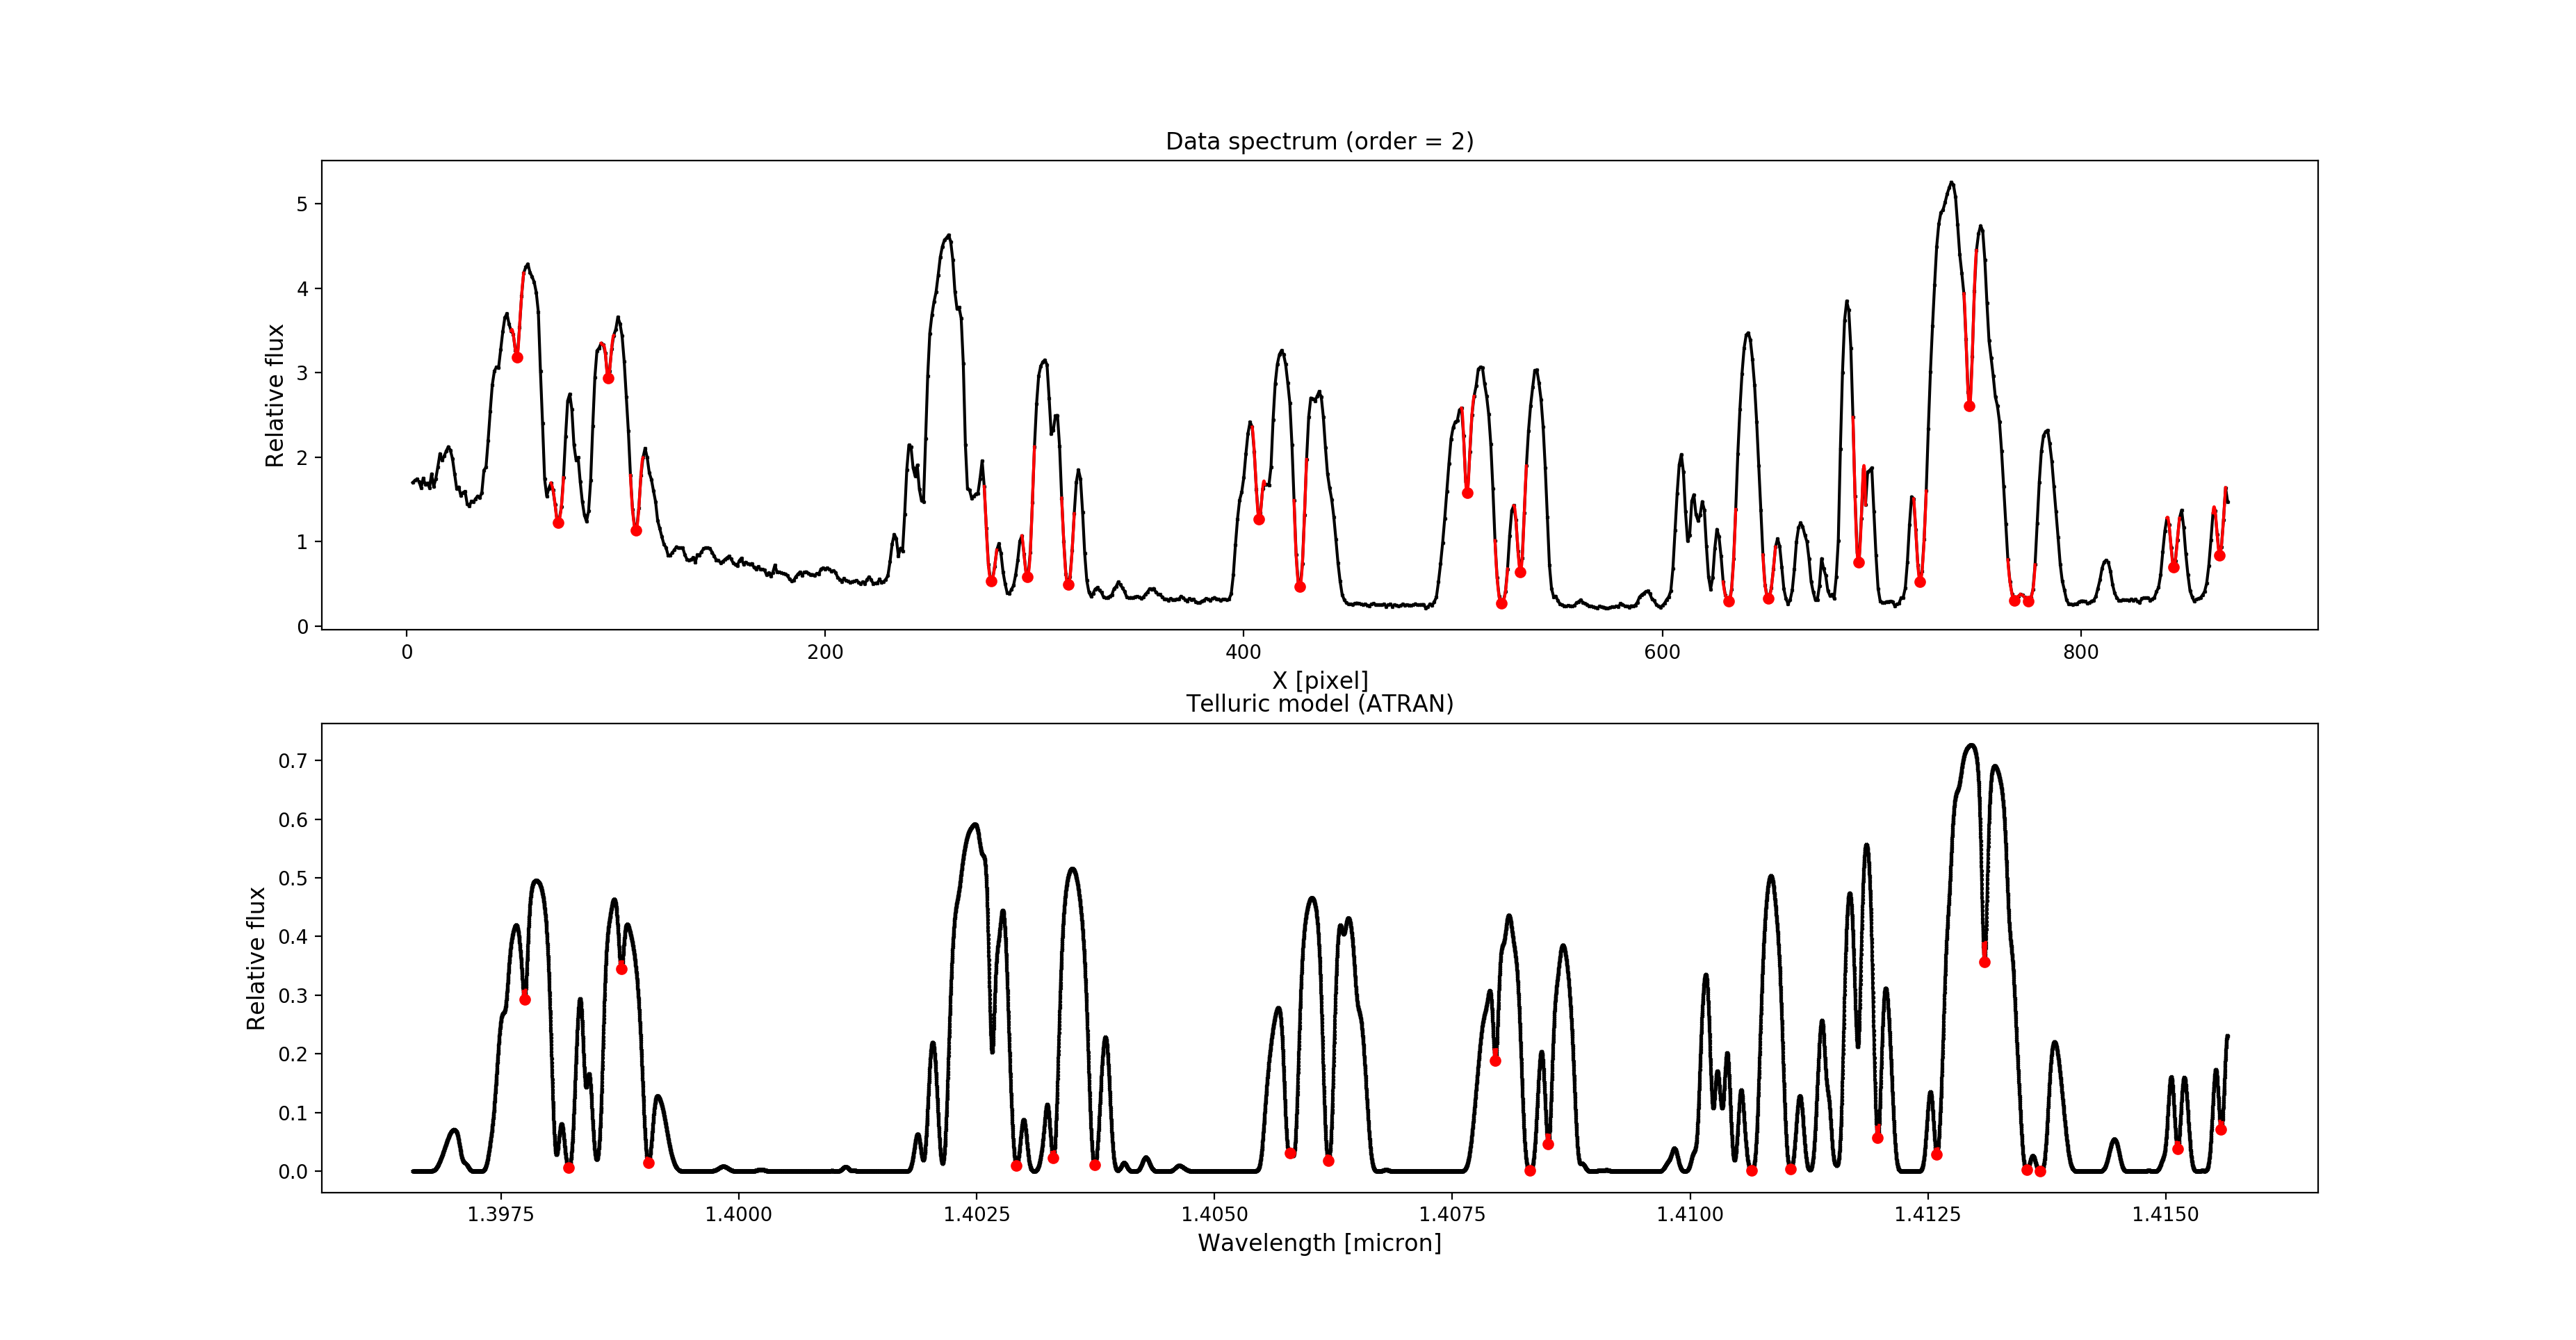 Data spectrum (order = 2)
Relative flux
5
4
3
2
1
0
0 200 400 600 800
X [pixel]
Telluric model (ATRAN)
Relative flux
0.7
0.6
0.5
0.4
0.3
0.2
0.1
0.0
1.3975 1.4000 1.4025 1.4050 1.4075 1.4100 1.4125 1.4150
Wavelength [micron]